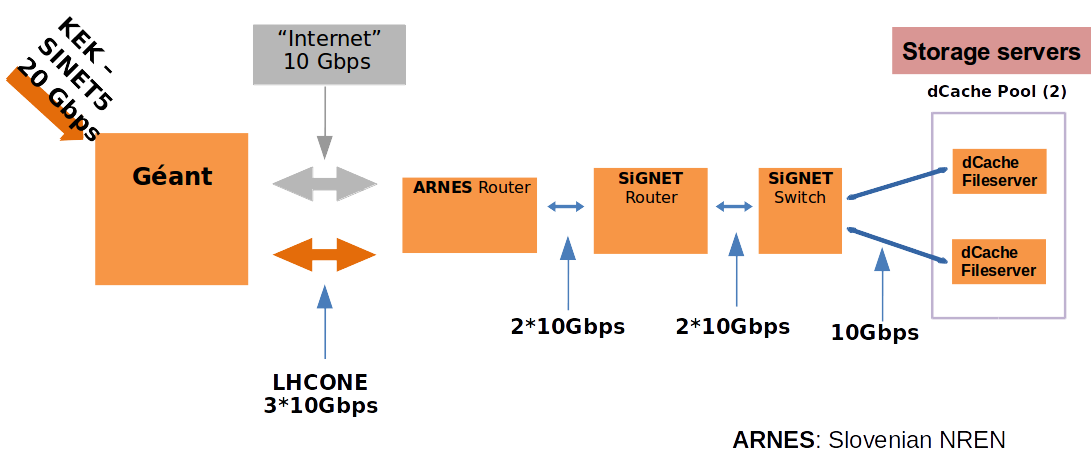 KEK –
SINET5
20 Gbps
“Internet”
10 Gbps
Storage servers
dCache Pool (2)
Géant
ARNES Router
SiGNET
Router
SiGNET
Switch
dCache
Fileserver
dCache
Fileserver
2*10Gbps
2*10Gbps
10Gbps
LHCONE
3*10Gbps
ARNES: Slovenian NREN